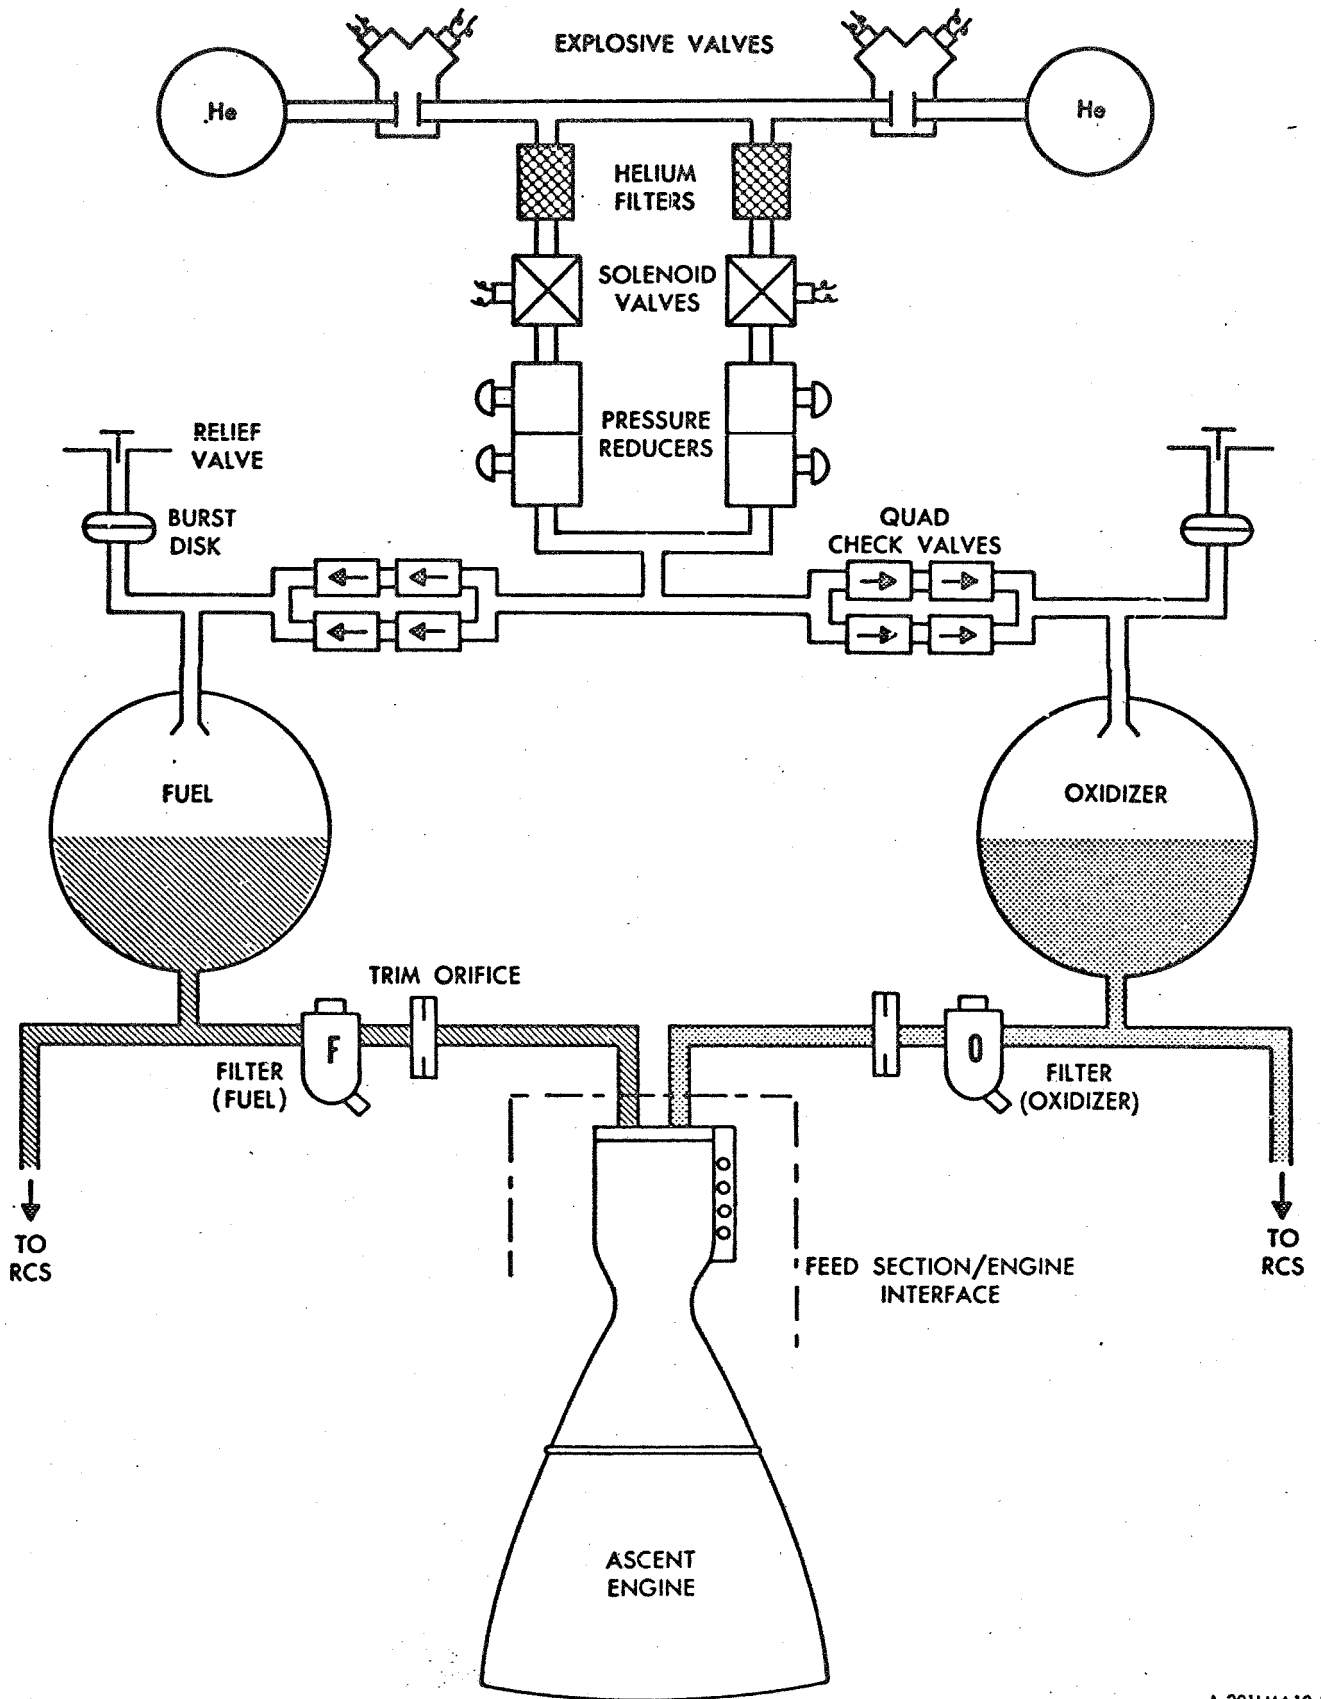 EXPLOSIVE VALVES
He
He
HELIUM
FILTERS
SOLENOID
VALVES
PRESSURE
REDUCERS
RELIEF
VALVE
BURST
DISK
QUAD
CHECK VALVES
FUEL
OXIDIZER
TRIM ORIFICE
F
FILTER
(FUEL)
O
FILTER
(OXIDIZER)
TO
RCS
TO
RCS
FEED SECTION/ENGINE
INTERFACE
ASCENT
ENGINE